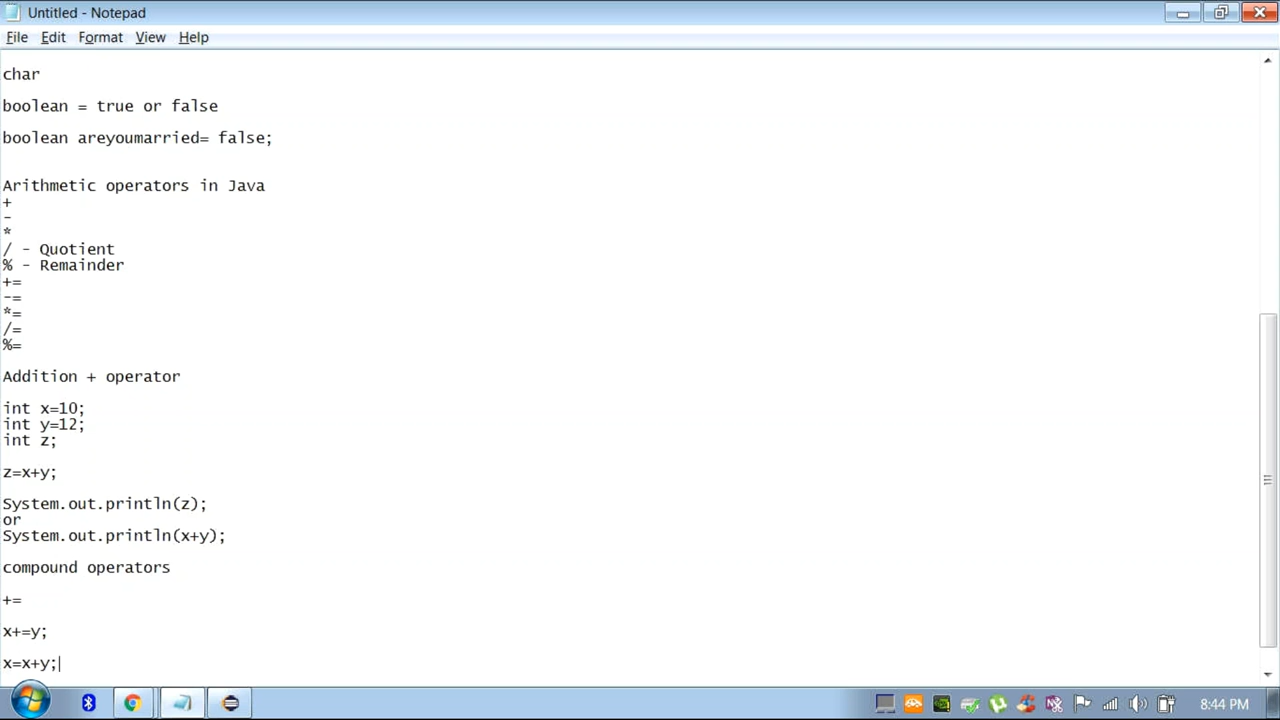 Untitled - Notepad
File Edit Format View Help
char
boolean = true or false
boolean areyoumarried= false;
Arithmetic operators in Java
+
-
*
/ - Quotient
% - Remainder
+=
-=
*=
/=
%=
Addition + operator
int x=10;
int y=12;
int z;
z=x+y;
System.out.println(z);
or
System.out.println(x+y);
compound operators
+=
x+=y;
x=x+y;
8:44 PM